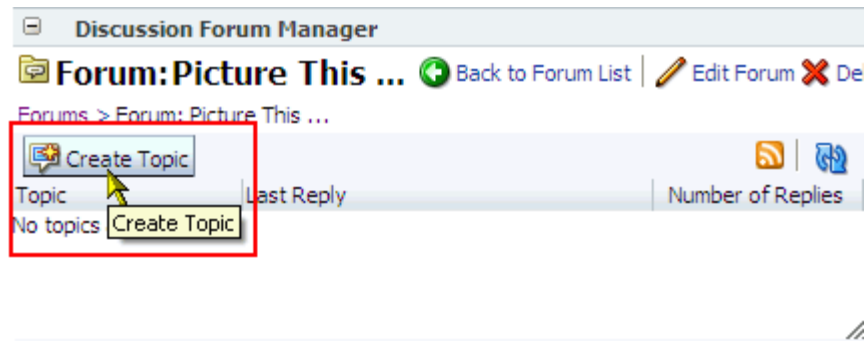 Discussion Forum Manager
Forum: Picture This ... Back to Forum List Edit Forum
Forums > Forum: Picture This ...
Create Topic
Topic Last Reply Number of Replies
No topics Create Topic